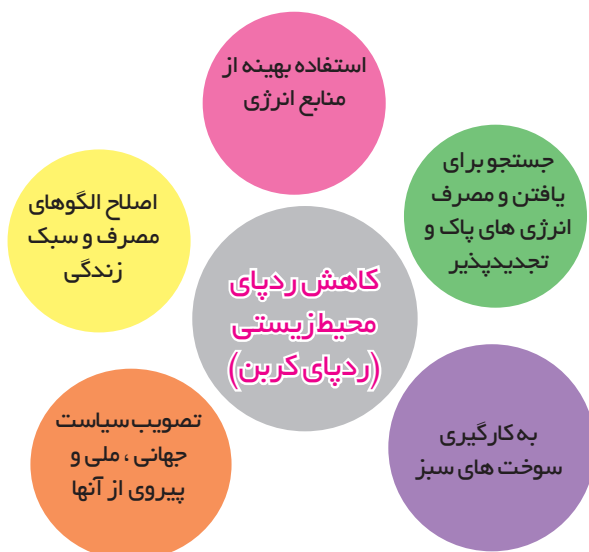 استفاده بهینه از
منابع انرژی
جستجو برای
یافتن و مصرف
انرژی های پاک و
تجدیدپذیر
اصلاح الگوهای
مصرف و سبک
زندگی
کاهش ردپای
محیط‌زیستی
(ردپای کربن)
به کارگیری
سوخت های سبز
تصویب سیاست
جهانی ، ملی و
پیروی از آنها